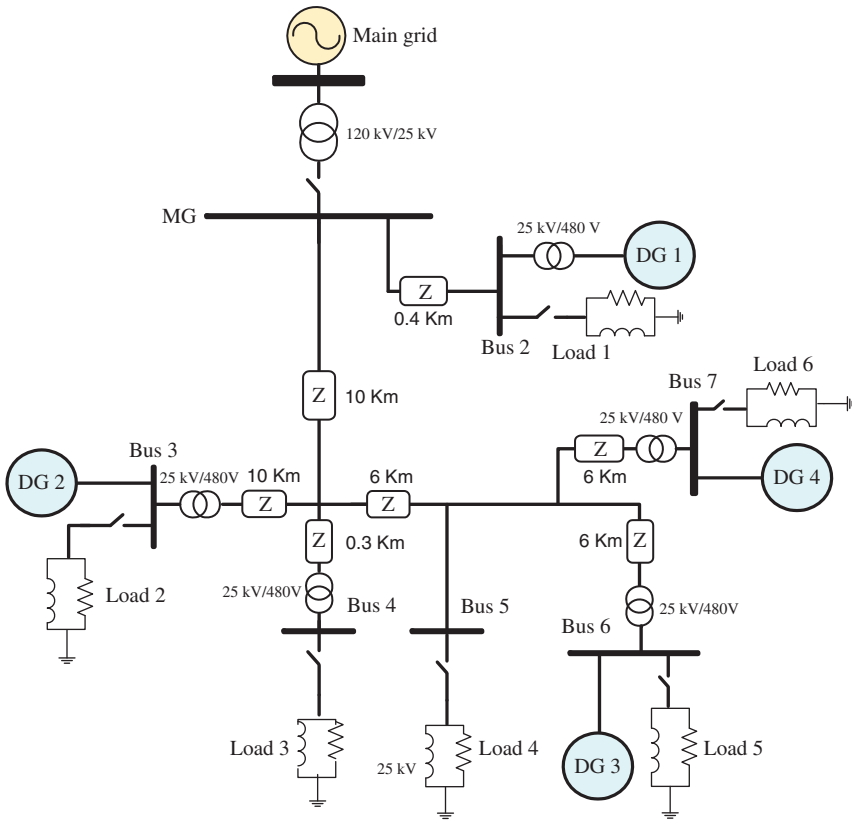 Main grid
120 kV/25 kV
MG
25 kV/480 V
DG 1
Z
0.4 Km
Bus 2
Load 1
Z
10 Km
Load 6
Bus 7
25 kV/480 V
Z
6 Km
DG 4
Bus 3
DG 2
25 kV/480V
10 Km
Z
6 Km
Z
Z
0.3 Km
6 Km
Z
Load 2
25 kV/480V
Bus 4
Bus 5
25 kV/480V
Bus 6
Load 3
25 kV
Load 4
DG 3
Load 5